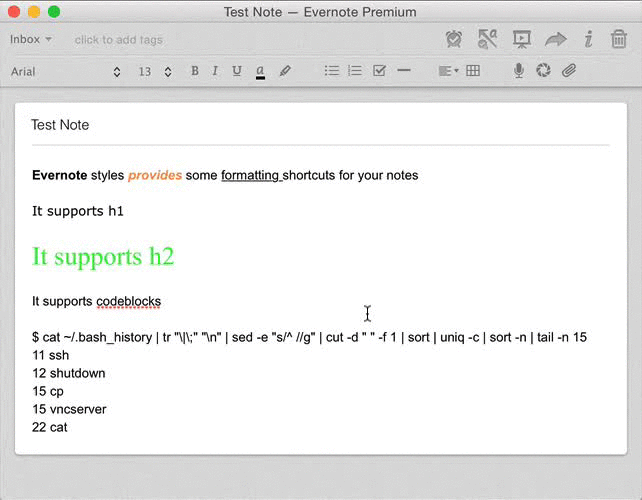 Test Note — Evernote Premium
Inbox click to add tags
Arial 13 B I U a
Test Note
Evernote styles provides some formatting shortcuts for your notes
It supports h1
It supports h2
It supports codeblocks
$ cat ~/.bash_history | tr "\|\;" "\n" | sed -e "s/^ //g" | cut -d " " -f 1 | sort | uniq -c | sort -n | tail -n 15
11 ssh
12 shutdown
15 cp
15 vncserver
22 cat